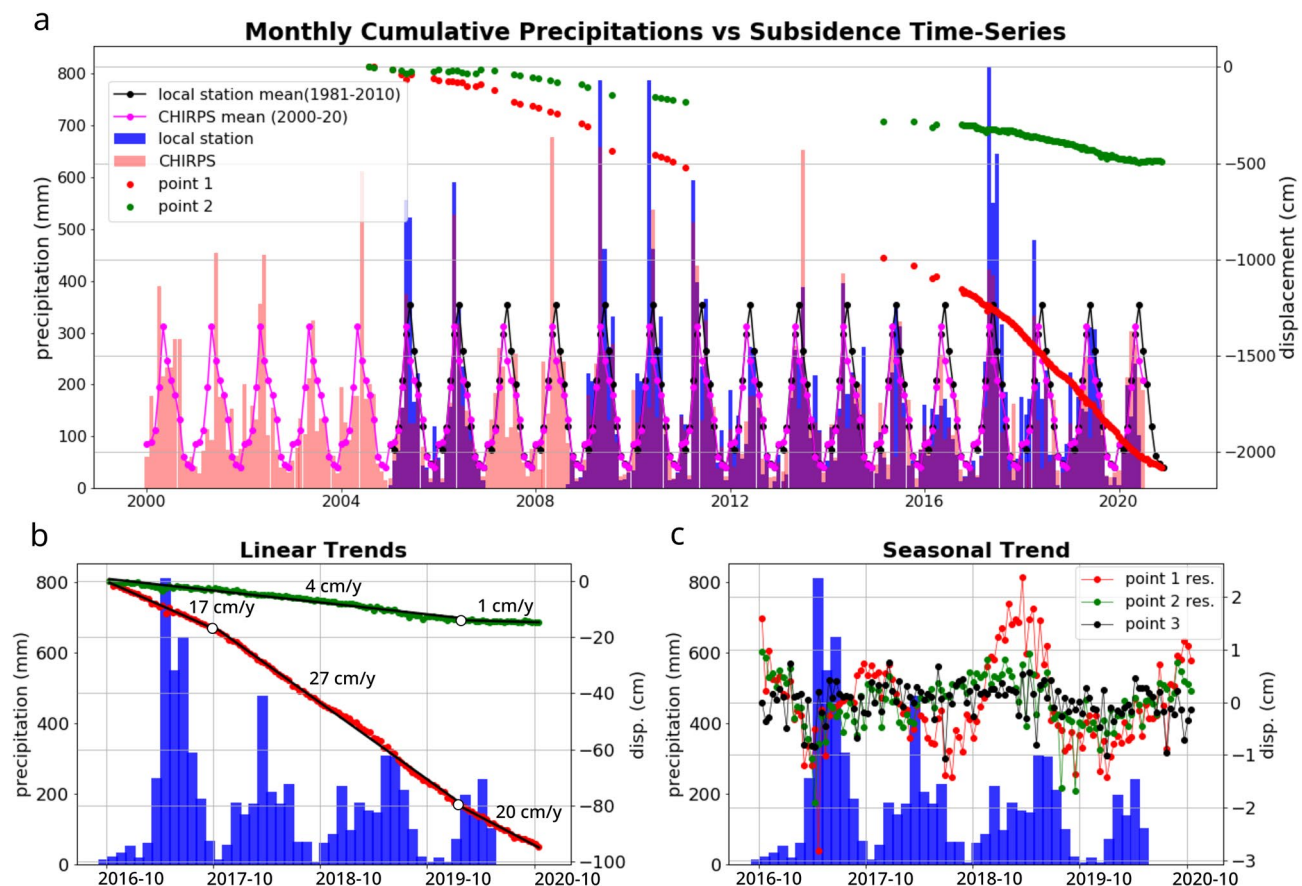 a
Monthly Cumulative Precipitations vs Subsidence Time-Series
precipitation (mm)
800
700
600
500
400
300
200
100
0
local station mean(1981-2010)
CHIRPS mean (2000-20)
local station
CHIRPS
point 1
point 2
2000
2004
2008
2012
2016
2020
0
−500
−1000
−1500
−2000
displacement (cm)
b
Linear Trends
precipitation (mm)
800
600
400
200
0
17 cm/y
4 cm/y
1 cm/y
27 cm/y
20 cm/y
2016-10
2017-10
2018-10
2019-10
2020-10
0
−20
−40
−60
−80
−100
disp. (cm)
c
Seasonal Trend
precipitation (mm)
800
600
400
200
0
point 1 res.
point 2 res.
point 3
2016-10
2017-10
2018-10
2019-10
2020-10
2
1
0
−1
−2
−3
disp. (cm)